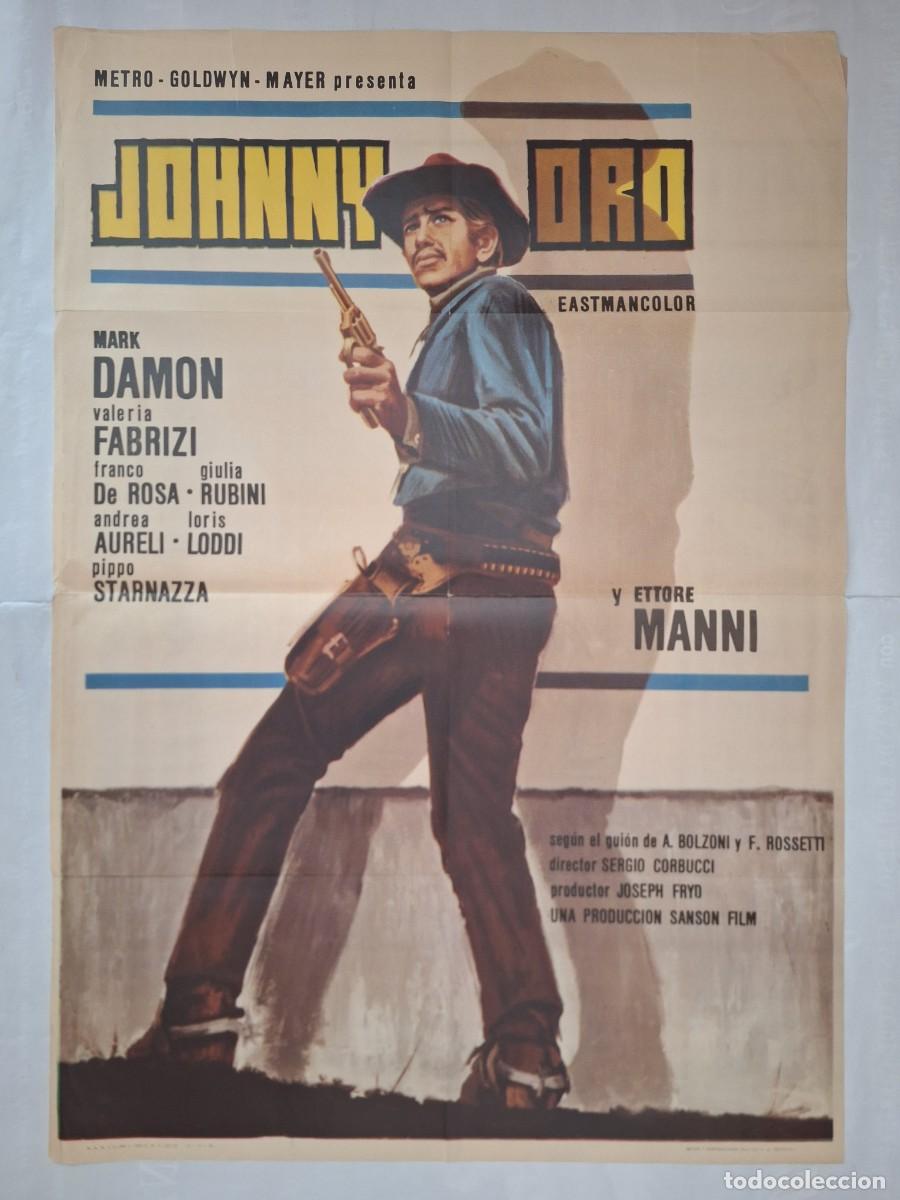 METRO - GOLDWYN - MAYER presenta
JOHNNY ORO
EASTMANCOLOR
MARK
DAMON
valeria
FABRIZI
franco giulia
De ROSA · RUBINI
andrea loris
AURELI · LODDI
pippo
STARNAZZA
y ETTORE
MANNI
según el guión de A. BOLZONI y F. ROSSETTI
director SERGIO CORBUCCI
productor JOSEPH FRYD
UNA PRODUCCION SANSON FILM
todocoleccion